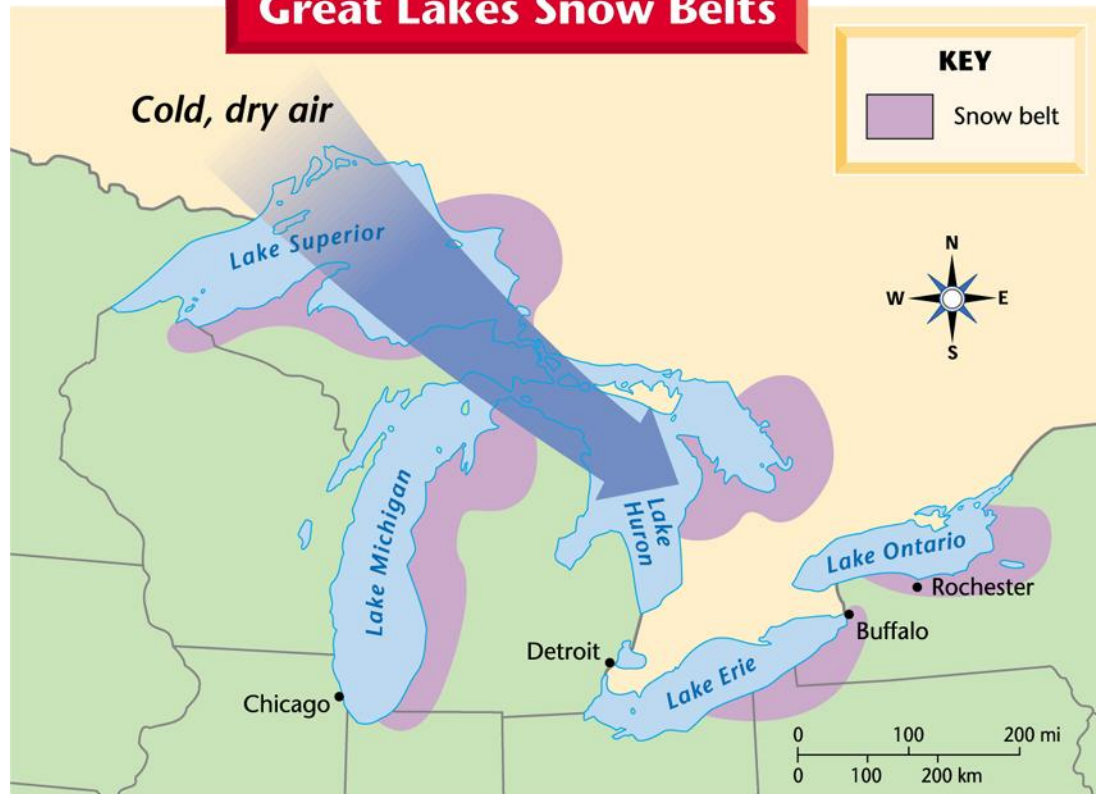 Great Lakes Snow Belts
KEY
Snow belt
Cold, dry air
Lake Superior
N
W
E
S
Lake Michigan
Lake
Huron
Lake Ontario
Rochester
Buffalo
Detroit
Lake Erie
Chicago
0 100 200 mi
0 100 200 km